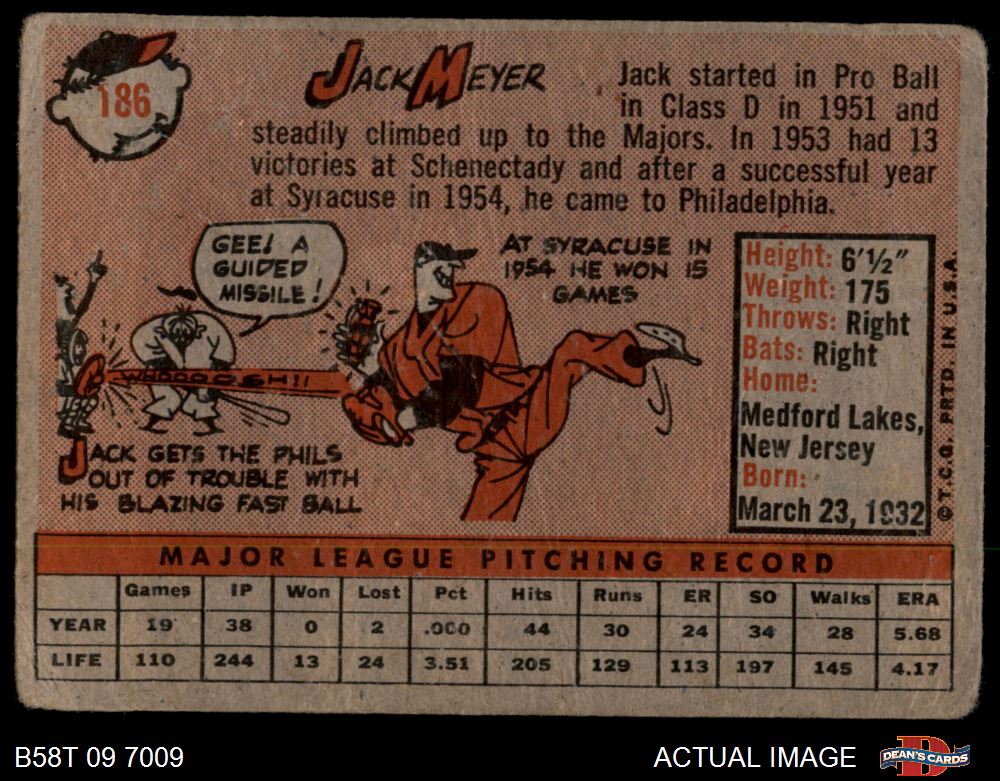 186
JACK MEYER
Jack started in Pro Ball
in Class D in 1951 and
steadily climbed up to the Majors. In 1953 had 13
victories at Schenectady and after a successful year
at Syracuse in 1954, he came to Philadelphia.
GEE! A
GUIDED
MISSILE!
AT SYRACUSE IN
1954 HE WON 15
GAMES
WHOOOOSH!!
JACK GETS THE PHILS
OUT OF TROUBLE WITH
HIS BLAZING FAST BALL
Height: 6'1/2"
Weight: 175
Throws: Right
Bats: Right
Home:
Medford Lakes,
New Jersey
Born:
March 23, 1932
© T.C.G. PRTD. IN U.S.A.
MAJOR LEAGUE PITCHING RECORD
Games IP Won Lost Pct Hits Runs ER SO Walks ERA
YEAR 19 38 0 2 .000 44 30 24 34 28 5.68
LIFE 110 244 13 24 3.51 205 129 113 197 145 4.17
B58T 09 7009
ACTUAL IMAGE
DEAN'S CARDS